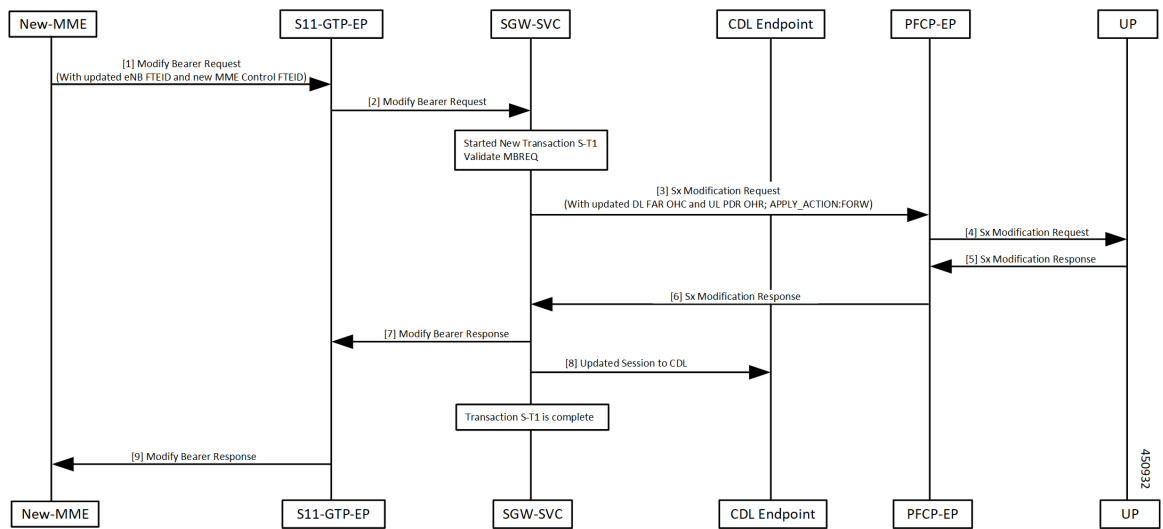 New-MME
S11-GTP-EP
SGW-SVC
CDL Endpoint
PFCP-EP
UP
[1] Modify Bearer Request
(With updated eNB FTEID and new MME Control FTEID)
[2] Modify Bearer Request
Started New Transaction S-T1
Validate MBREQ
[3] Sx Modification Request
(With updated DL FAR OHC and UL PDR OHR; APPLY_ACTION:FORW)
[4] Sx Modification Request
[5] Sx Modification Response
[6] Sx Modification Response
[7] Modify Bearer Response
[8] Updated Session to CDL
Transaction S-T1 is complete
[9] Modify Bearer Response
450932
New-MME
S11-GTP-EP
SGW-SVC
CDL Endpoint
PFCP-EP
UP